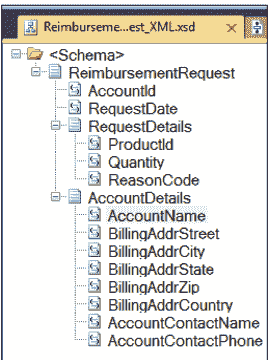 Reimburseme...est_XML.xsd
<Schema>
ReimbursementRequest
AccountId
RequestDate
RequestDetails
ProductId
Quantity
ReasonCode
AccountDetails
AccountName
BillingAddrStreet
BillingAddrCity
BillingAddrState
BillingAddrZip
BillingAddrCountry
AccountContactName
AccountContactPhone